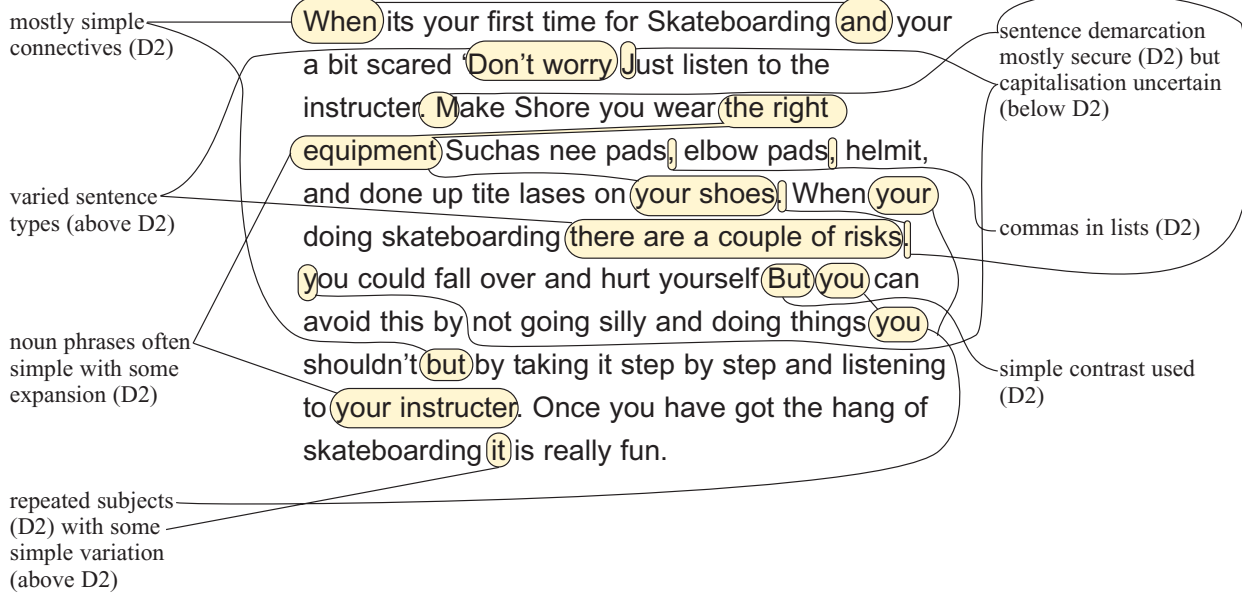 mostly simple
connectives (D2)
varied sentence
types (above D2)
noun phrases often
simple with some
expansion (D2)
repeated subjects
(D2) with some
simple variation
(above D2)
When its your first time for Skateboarding and your
a bit scared ‘Don’t worry Just listen to the
instructer. Make Shore you wear the right
equipment Suchas nee pads, elbow pads, helmit,
and done up tite lases on your shoes. When your
doing skateboarding there are a couple of risks.
you could fall over and hurt yourself But you can
avoid this by not going silly and doing things you
shouldn’t but by taking it step by step and listening
to your instructer. Once you have got the hang of
skateboarding it is really fun.
sentence demarcation
mostly secure (D2) but
capitalisation uncertain
(below D2)
commas in lists (D2)
simple contrast used
(D2)